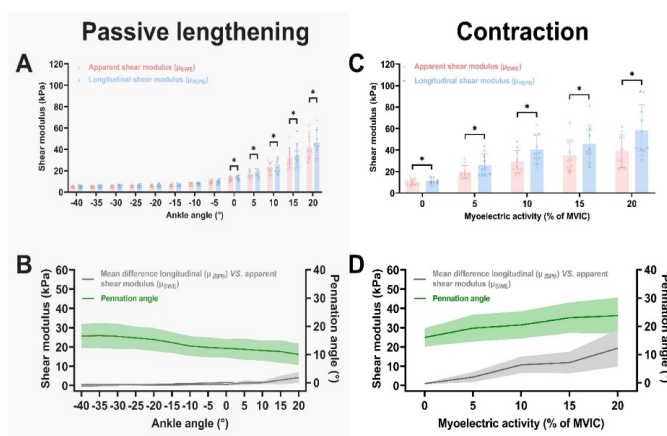 Passive lengthening
Contraction
A
Apparent shear modulus (μSWE)
Longitudinal shear modulus (μ//SPB)
Shear modulus (kPa)
120
100
80
60
40
20
0
* * * * *
-40 -35 -30 -25 -20 -15 -10 -5 0 5 10 15 20
Ankle angle (°)
C
Apparent shear modulus (μSWE)
Longitudinal shear modulus (μ//SPB)
Shear modulus (kPa)
120
100
80
60
40
20
0
* * * * *
0 5 10 15 20
Myoelectric activity (% of MVIC)
B
Mean difference longitudinal (μ//SPB) VS. apparent
shear modulus (μSWE)
Pennation angle
Shear modulus (kPa)
60
50
40
30
20
10
0
Pennation angle (°)
40
30
20
10
0
-40 -35 -30 -25 -20 -15 -10 -5 0 5 10 15 20
Ankle angle (°)
D
Mean difference longitudinal (μ//SPB) VS. apparent
shear modulus (μSWE)
Pennation angle
Shear modulus (kPa)
60
50
40
30
20
10
0
Pennation angle (°)
40
30
20
10
0
0 5 10 15 20
Myoelectric activity (% of MVIC)